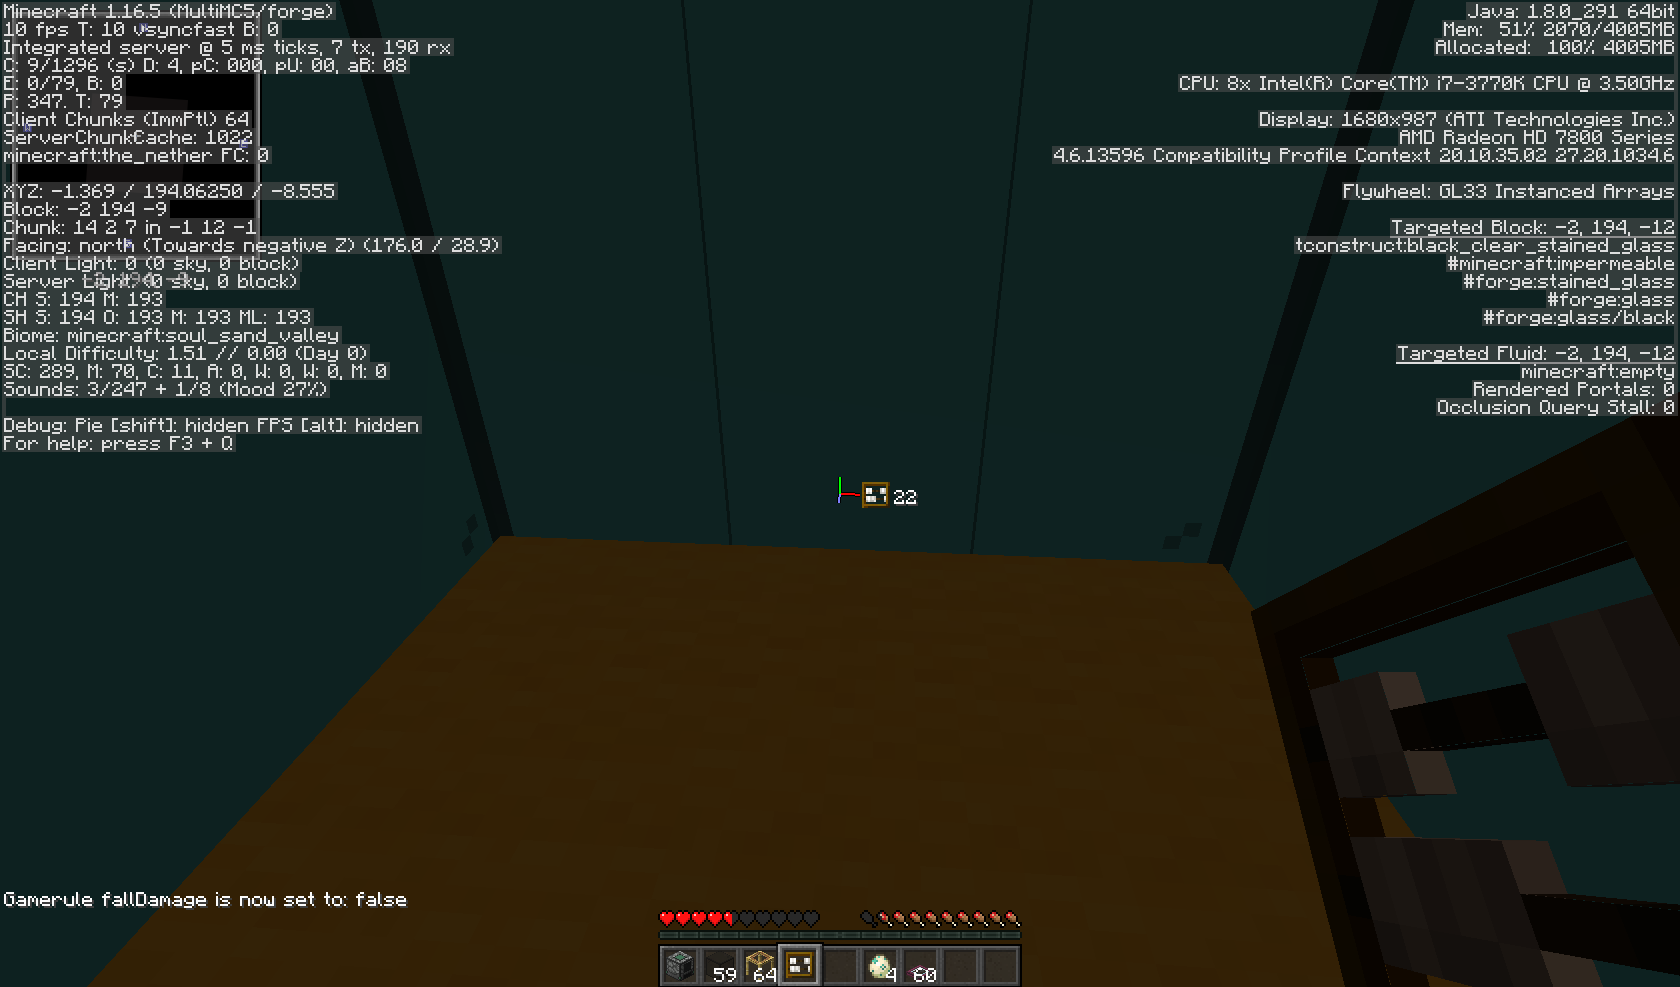 Minecraft 1.16.5 (MultiMC5/forge)
10 fps T: 10 vsyncfast B: 0
Integrated server @ 5 ms ticks, 7 tx, 190 rx
C: 9/1296 (s) D: 4, pC: 000, pU: 00, aB: 08
E: 0/79, B: 0
P: 347. T: 79
Client Chunks (ImmPtl) 64
ServerChunkCache: 1022
minecraft:the_nether FC: 0
XYZ: -1.369 / 194.06250 / -8.555
Block: -2 194 -9
Chunk: 14 2 7 in -1 12 -1
Facing: north (Towards negative Z) (176.0 / 28.9)
Client Light: 0 (0 sky, 0 block)
Server Light: (0 sky, 0 block)
CH S: 194 M: 193
SH S: 194 O: 193 M: 193 ML: 193
Biome: minecraft:soul_sand_valley
Local Difficulty: 1.51 // 0.00 (Day 0)
SC: 289, M: 70, C: 11, A: 0, W: 0, W: 0, M: 0
Sounds: 3/247 + 1/8 (Mood 27%)
Debug: Pie [shift]: hidden FPS [alt]: hidden
For help: press F3 + Q
Java: 1.8.0_291 64bit
Mem: 51% 2070/4005MB
Allocated: 100% 4005MB
CPU: 8x Intel(R) Core(TM) i7-3770K CPU @ 3.50GHz
Display: 1680x987 (ATI Technologies Inc.)
AMD Radeon HD 7800 Series
4.6.13596 Compatibility Profile Context 20.10.35.02 27.20.1034.6
Flywheel: GL33 Instanced Arrays
Targeted Block: -2, 194, -12
tconstruct:black_clear_stained_glass
#minecraft:impermeable
#forge:stained_glass
#forge:glass
#forge:glass/black
Targeted Fluid: -2, 194, -12
minecraft:empty
Rendered Portals: 0
Occlusion Query Stall: 0
22
Gamerule fallDamage is now set to: false
59
64
4
60